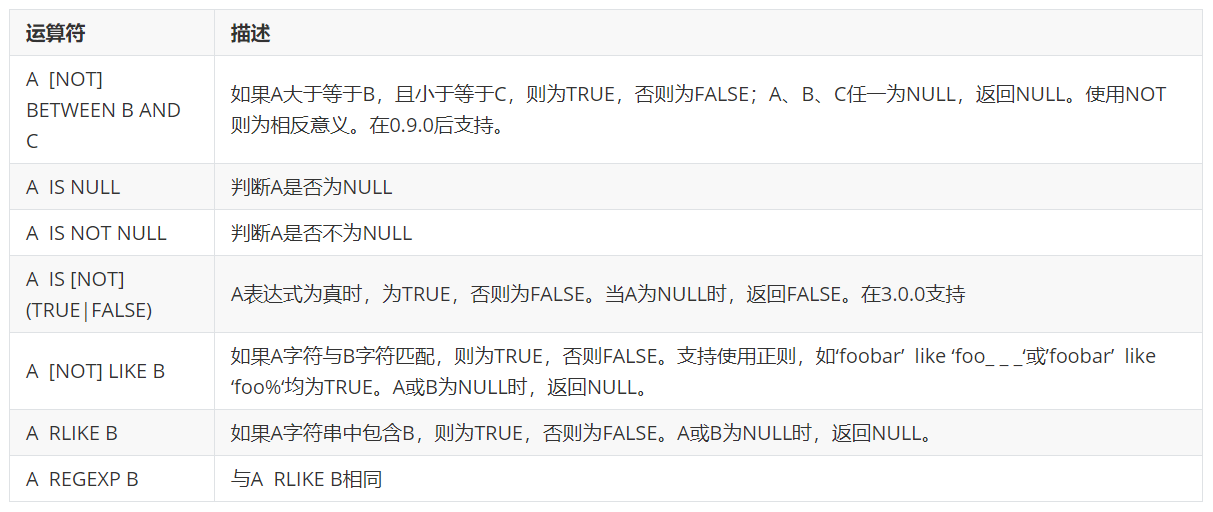 运算符 描述
A [NOT]
BETWEEN B AND
C
如果A大于等于B，且小于等于C，则为TRUE，否则为FALSE；A、B、C任一为NULL，返回NULL。使用NOT
则为相反意义。在0.9.0后支持。
A IS NULL 判断A是否为NULL
A IS NOT NULL 判断A是否不为NULL
A IS [NOT]
(TRUE|FALSE)
A表达式为真时，为TRUE，否则为FALSE。当A为NULL时，返回FALSE。在3.0.0支持
A [NOT] LIKE B
如果A字符与B字符匹配，则为TRUE，否则FALSE。支持使用正则，如‘foobar’ like ‘foo_ _ _‘或’foobar’ like
‘foo%‘均为TRUE。A或B为NULL时，返回NULL。
A RLIKE B 如果A字符串中包含B，则为TRUE，否则为FALSE。A或B为NULL时，返回NULL。
A REGEXP B 与A RLIKE B相同